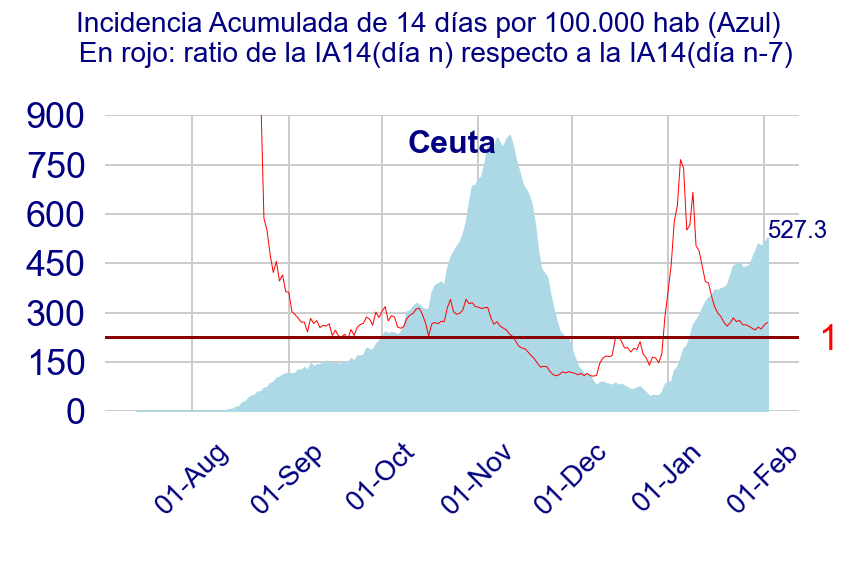 Incidencia Acumulada de 14 días por 100.000 hab (Azul)
En rojo: ratio de la IA14(día n) respecto a la IA14(día n-7)
900
Ceuta
750
600
527.3
450
300
1
150
0
01-Aug
01-Sep
01-Oct
01-Nov
01-Dec
01-Jan
01-Feb